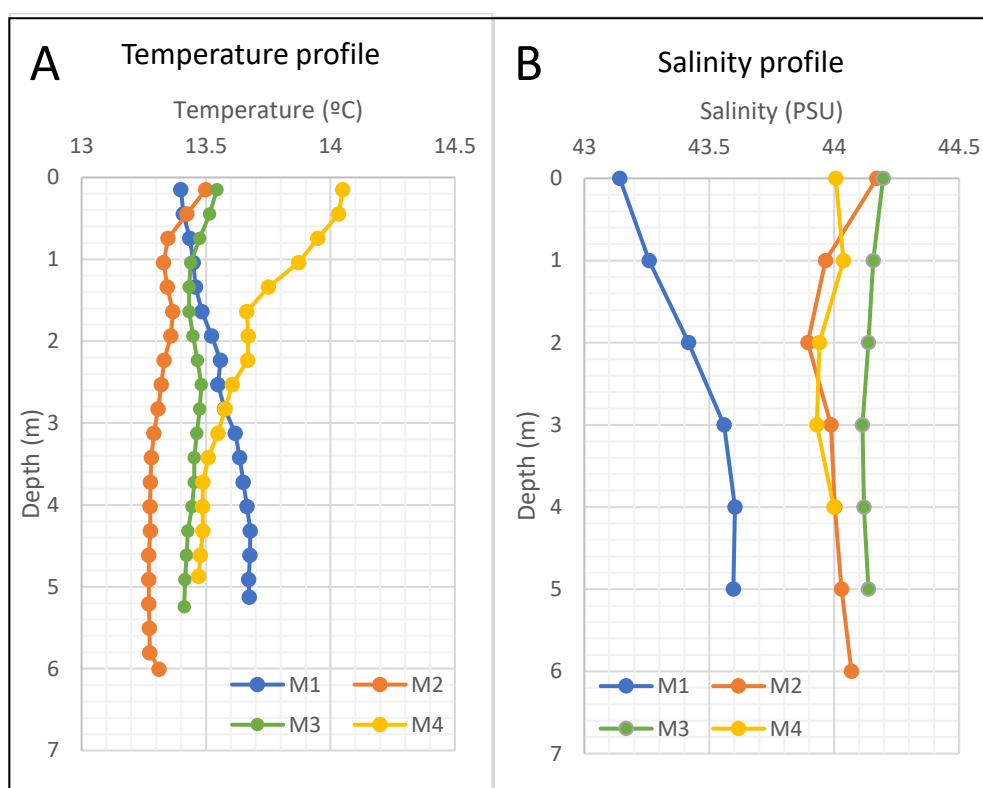 A Temperature profile
Temperature (ºC)
13 13.5 14 14.5
0
1
2
3
4
5
6
7
Depth (m)
M1 M2
M3 M4
B Salinity profile
Salinity (PSU)
43 43.5 44 44.5
0
1
2
3
4
5
6
7
Depth (m)
M1 M2
M3 M4